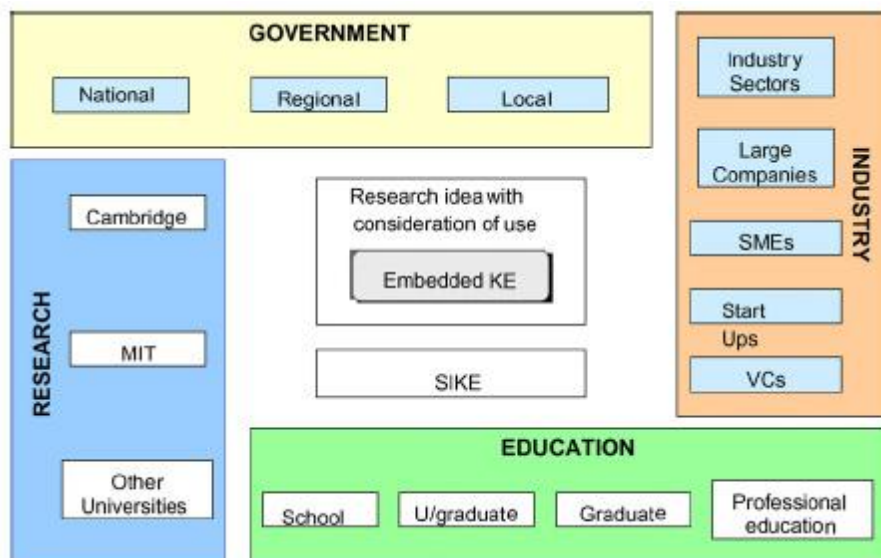 GOVERNMENT
National
Regional
Local
Industry
Sectors
Large
Companies
SMEs
Start
Ups
VCs
INDUSTRY
RESEARCH
Cambridge
MIT
Other
Universities
Research idea with
consideration of use
Embedded KE
SIKE
EDUCATION
School
U/graduate
Graduate
Professional
education